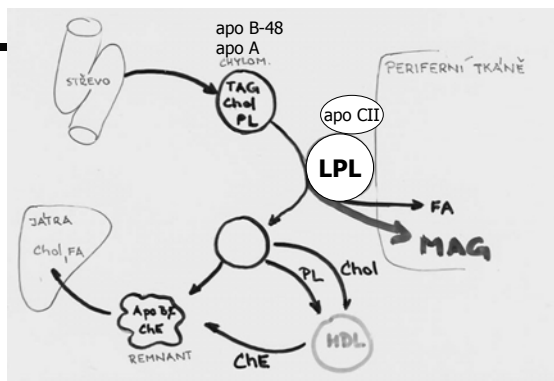 apo B-48
apo A
CHYLOM.
STŘEVO
TAG
Chol
PL
PERIFERNÍ TKÁNĚ
apo CII
LPL
FA
MAG
JÁTRA
Chol, FA
PL
Chol
ChE
HDL
REMNANT
ChE